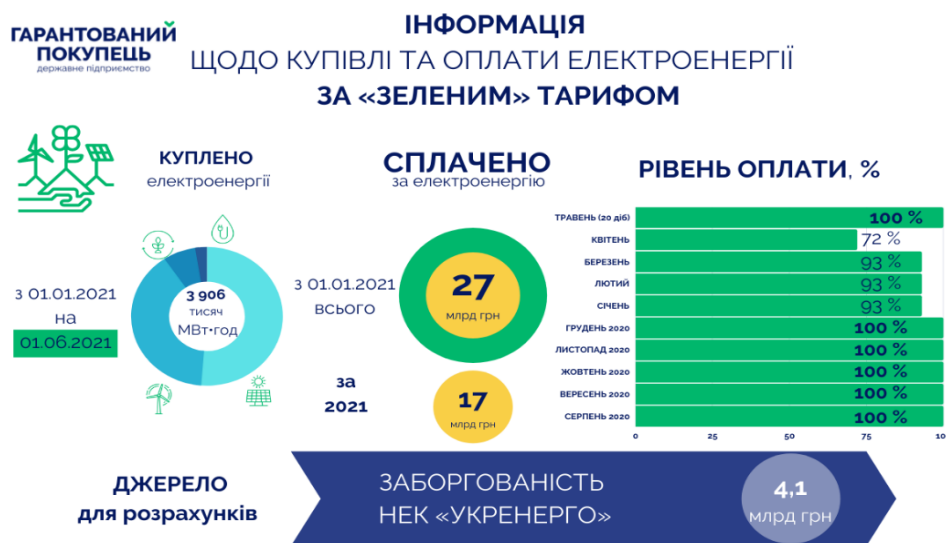 ГАРАНТОВАНИЙ
ПОКУПЕЦЬ
державне підприємство
ІНФОРМАЦІЯ
ЩОДО КУПІВЛІ ТА ОПЛАТИ ЕЛЕКТРОЕНЕРГІЇ
ЗА «ЗЕЛЕНИМ» ТАРИФОМ
КУПЛЕНО
електроенергії
з 01.01.2021
на
01.06.2021
3 906
тисяч
МВт•год
СПЛАЧЕНО
за електроенергію
з 01.01.2021
всього
27
млрд грн
за
2021
17
млрд грн
РІВЕНЬ ОПЛАТИ, %
ТРАВЕНЬ (20 діб) 100 %
КВІТЕНЬ 72 %
БЕРЕЗЕНЬ 93 %
ЛЮТИЙ 93 %
СІЧЕНЬ 93 %
ГРУДЕНЬ 2020 100 %
ЛИСТОПАД 2020 100 %
ЖОВТЕНЬ 2020 100 %
ВЕРЕСЕНЬ 2020 100 %
СЕРПЕНЬ 2020 100 %
0 25 50 75 10
ДЖЕРЕЛО
для розрахунків
ЗАБОРГОВАНІСТЬ
НЕК «УКРЕНЕРГО»
4,1
млрд грн